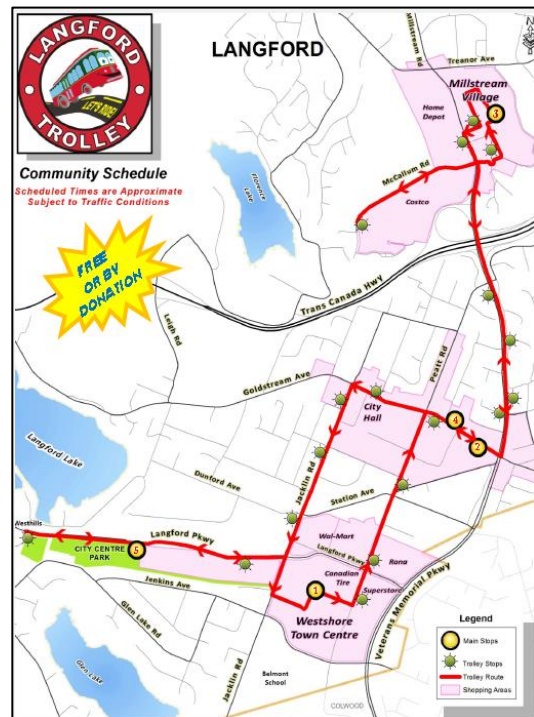 LANGFORD
TROLLEY
LET'S RIDE!
Community Schedule
Scheduled Times are Approximate
Subject to Traffic Conditions
FREE
OR BY
DONATION
LANGFORD
N
Millstream Rd
Treanor Ave
Millstream
Village
Home
Depot
3
McCallum Rd
Costco
Florence
Lake
Trans Canada Hwy
Leigh Rd
Goldstream Ave
Peatt Rd
City
Hall
4
2
Langford Lake
Dunford Ave
Jacklin Rd
Station Ave
Westhills
Langford Pkwy
Wal-Mart
CITY CENTRE
PARK
5
Langford Pkwy
Rona
Jenkins Ave
Canadian
Tire
1
Superstore
Westshore
Town Centre
Veterans Memorial Pkwy
Glen Lake Rd
Glen Lake
Jacklin Rd
Belmont
School
COLWOOD
Legend
Main Stops
Trolley Stops
Trolley Route
Shopping Areas